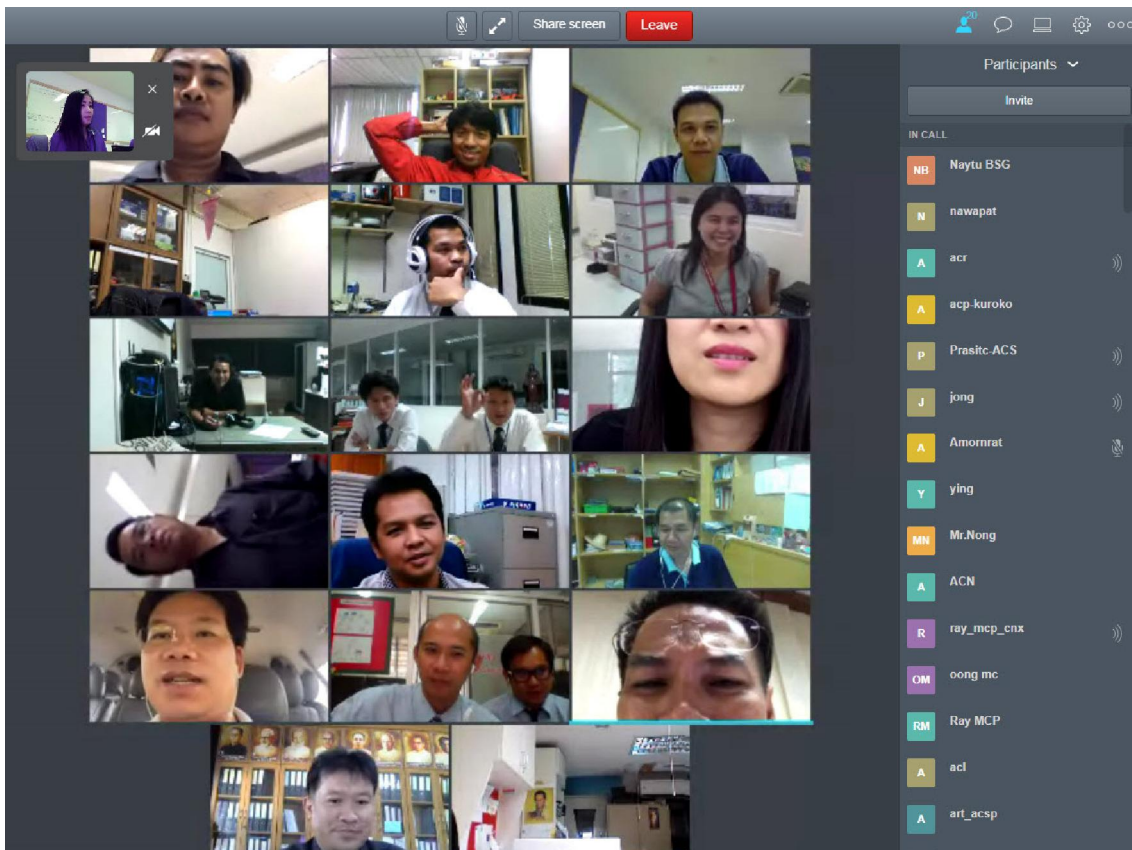 Share screen
Leave
20
Participants
Invite
IN CALL
NB
Naytu BSG
N
nawapat
A
acr
A
acp-kuroko
P
Prasitc-ACS
J
jong
A
Amornrat
Y
ying
MN
Mr.Nong
A
ACN
R
ray_mcp_cnx
OM
oong mc
RM
Ray MCP
A
acl
A
art_acsp